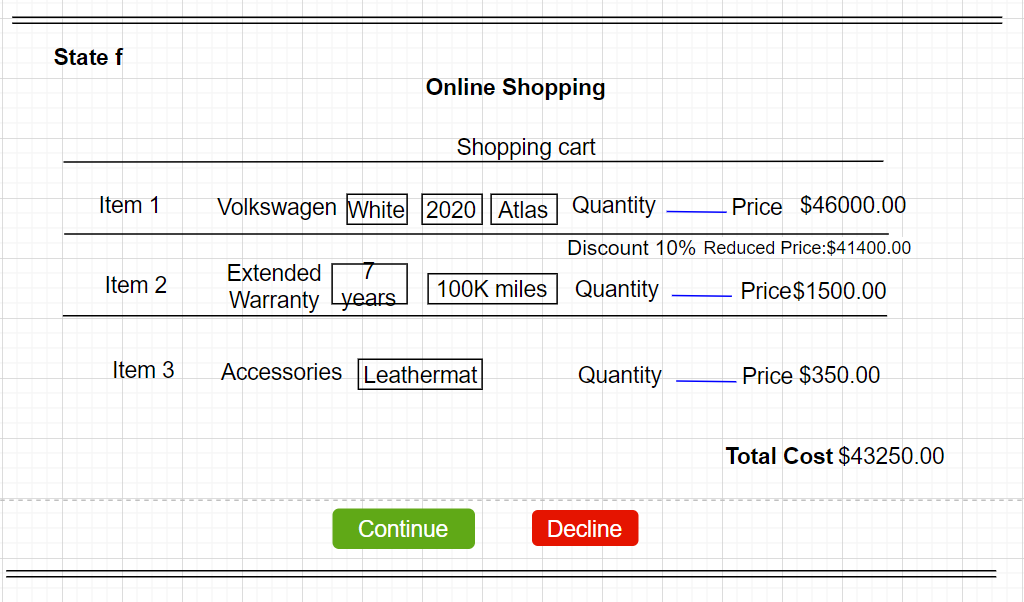 State f
Online Shopping
Shopping cart
Item 1 Volkswagen White 2020 Atlas Quantity Price $46000.00
Discount 10% Reduced Price:$41400.00
Item 2 Extended Warranty 7 years 100K miles Quantity Price$1500.00
Item 3 Accessories Leathermat Quantity Price $350.00
Total Cost $43250.00
Continue Decline